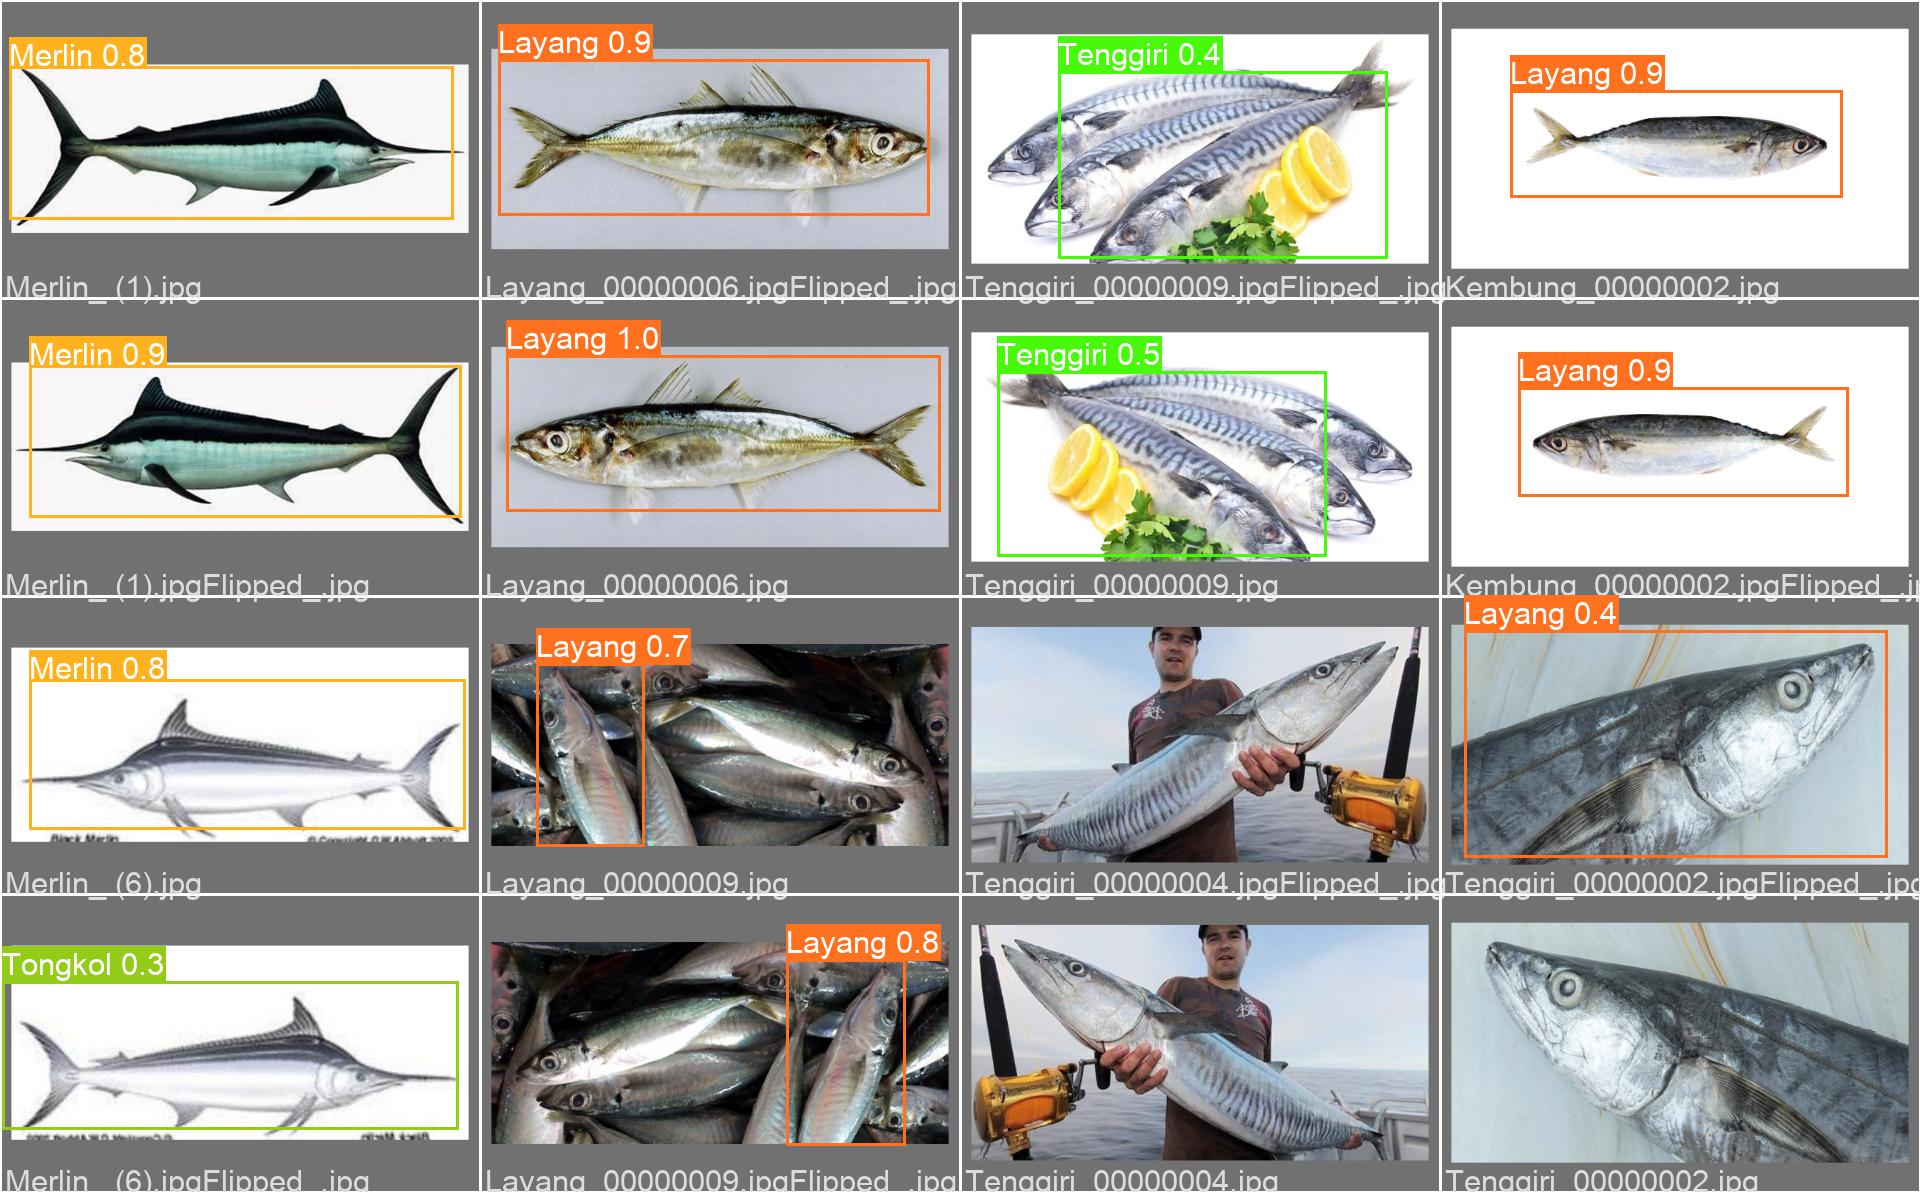 Merlin 0.8
Layang 0.9
Tenggiri 0.4
Layang 0.9
Merlin_ (1).jpg
Layang_00000006.jpgFlipped_.jpg
Tenggiri_00000009.jpgFlipped_.jpg
Kembung_00000002.jpg
Merlin 0.9
Layang 1.0
Tenggiri 0.5
Layang 0.9
Merlin_ (1).jpgFlipped_.jpg
Layang_00000006.jpg
Tenggiri_00000009.jpg
Kembung_00000002.jpgFlipped_.jp
Merlin 0.8
Layang 0.7
Layang 0.4
Black Marlin
Merlin_ (6).jpg
Layang_00000009.jpg
Tenggiri_00000004.jpgFlipped_.jpg
Tenggiri_00000002.jpgFlipped_.jpg
Tongkol 0.3
Layang 0.8
Merlin_ (6).jpgFlipped_.jpg
Layang_00000009.jpgFlipped_.jpg
Tenggiri_00000004.jpg
Tenggiri_00000002.jpg